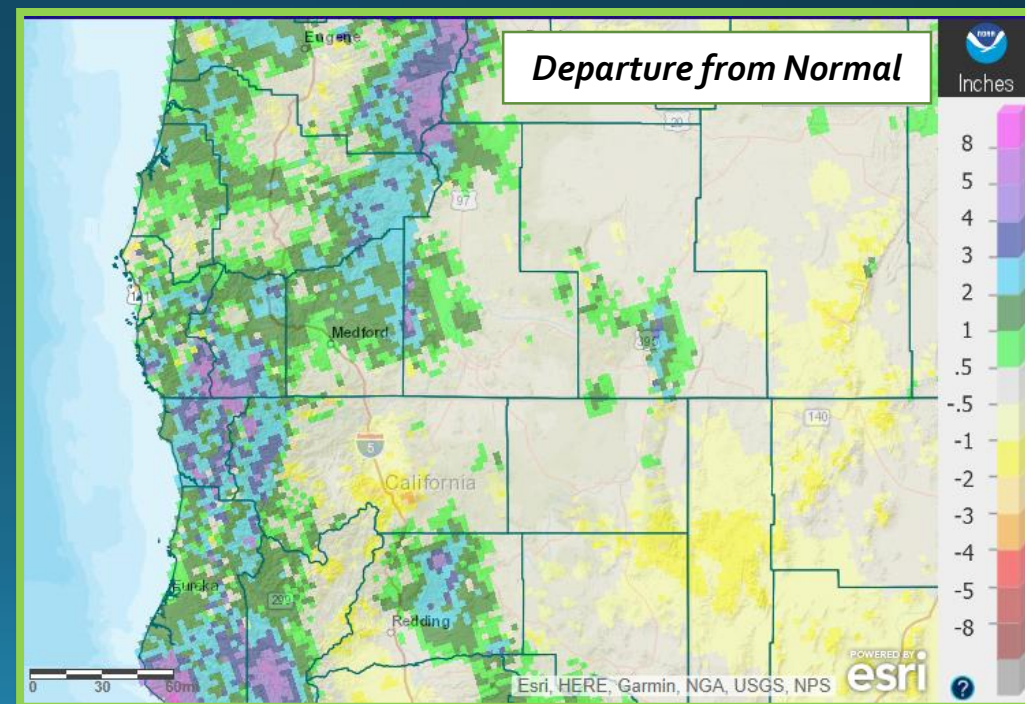 Departure from Normal
noaa
Inches
Eugene
20
97
Medford
395
140
5
California
Eureka
299
Redding
8
5
4
3
2
1
.5
-.5
-1
-2
-3
-4
-5
-8
0 30 60mi
Esri, HERE, Garmin, NGA, USGS, NPS
POWERED BY
esri
?